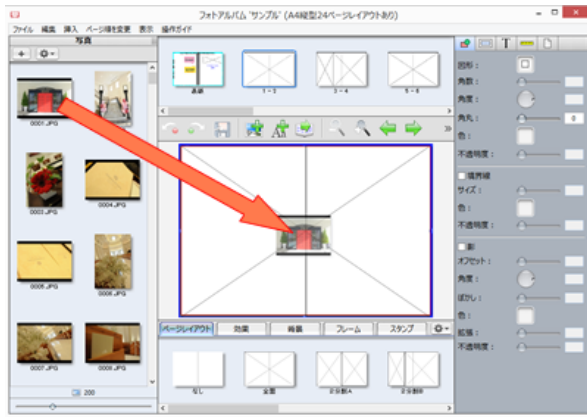 フォトアルバム 'サンプル' (A4縦型24ページレイアウトあり)
ファイル 編集 挿入 ページ順を変更 表示 操作ガイド
写真
0001.JPG
0003.JPG
0004.JPG
0005.JPG
0006.JPG
0007.JPG
0008.JPG
200
表紙
1-2
3-4
5-6
ページレイアウト 効果 背景 フレーム スタンプ
なし
全面
2分割A
2分割B
図形：
角数：
角度：
角丸： 0
色：
不透明度：
境界線
サイズ：
色：
不透明度：
影
オフセット：
角度：
ぼかし：
色：
拡張：
不透明度：